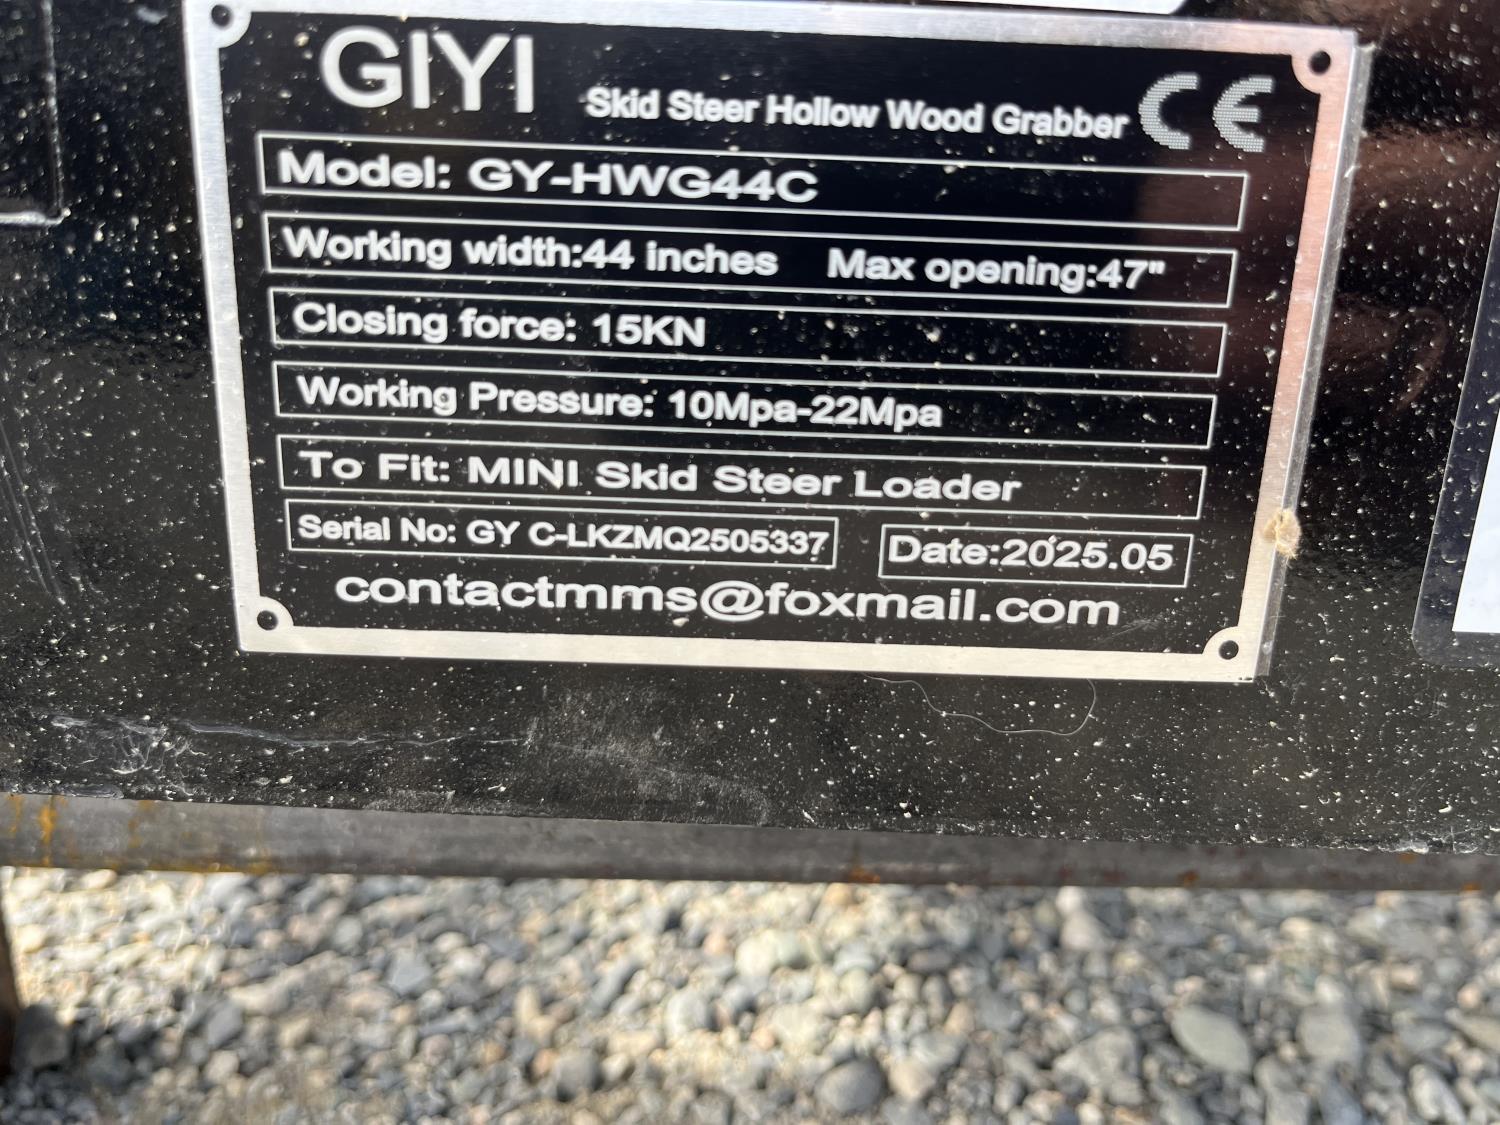 GIYI
Skid Steer Hollow Wood Grabber CE
Model: GY-HWG44C
Working width:44 inches Max opening:47"
Closing force: 15KN
Working Pressure: 10Mpa-22Mpa
To Fit: MINI Skid Steer Loader
Serial No: GY C-LKZMQ2505337 Date:2025.05
contactmms@foxmail.com